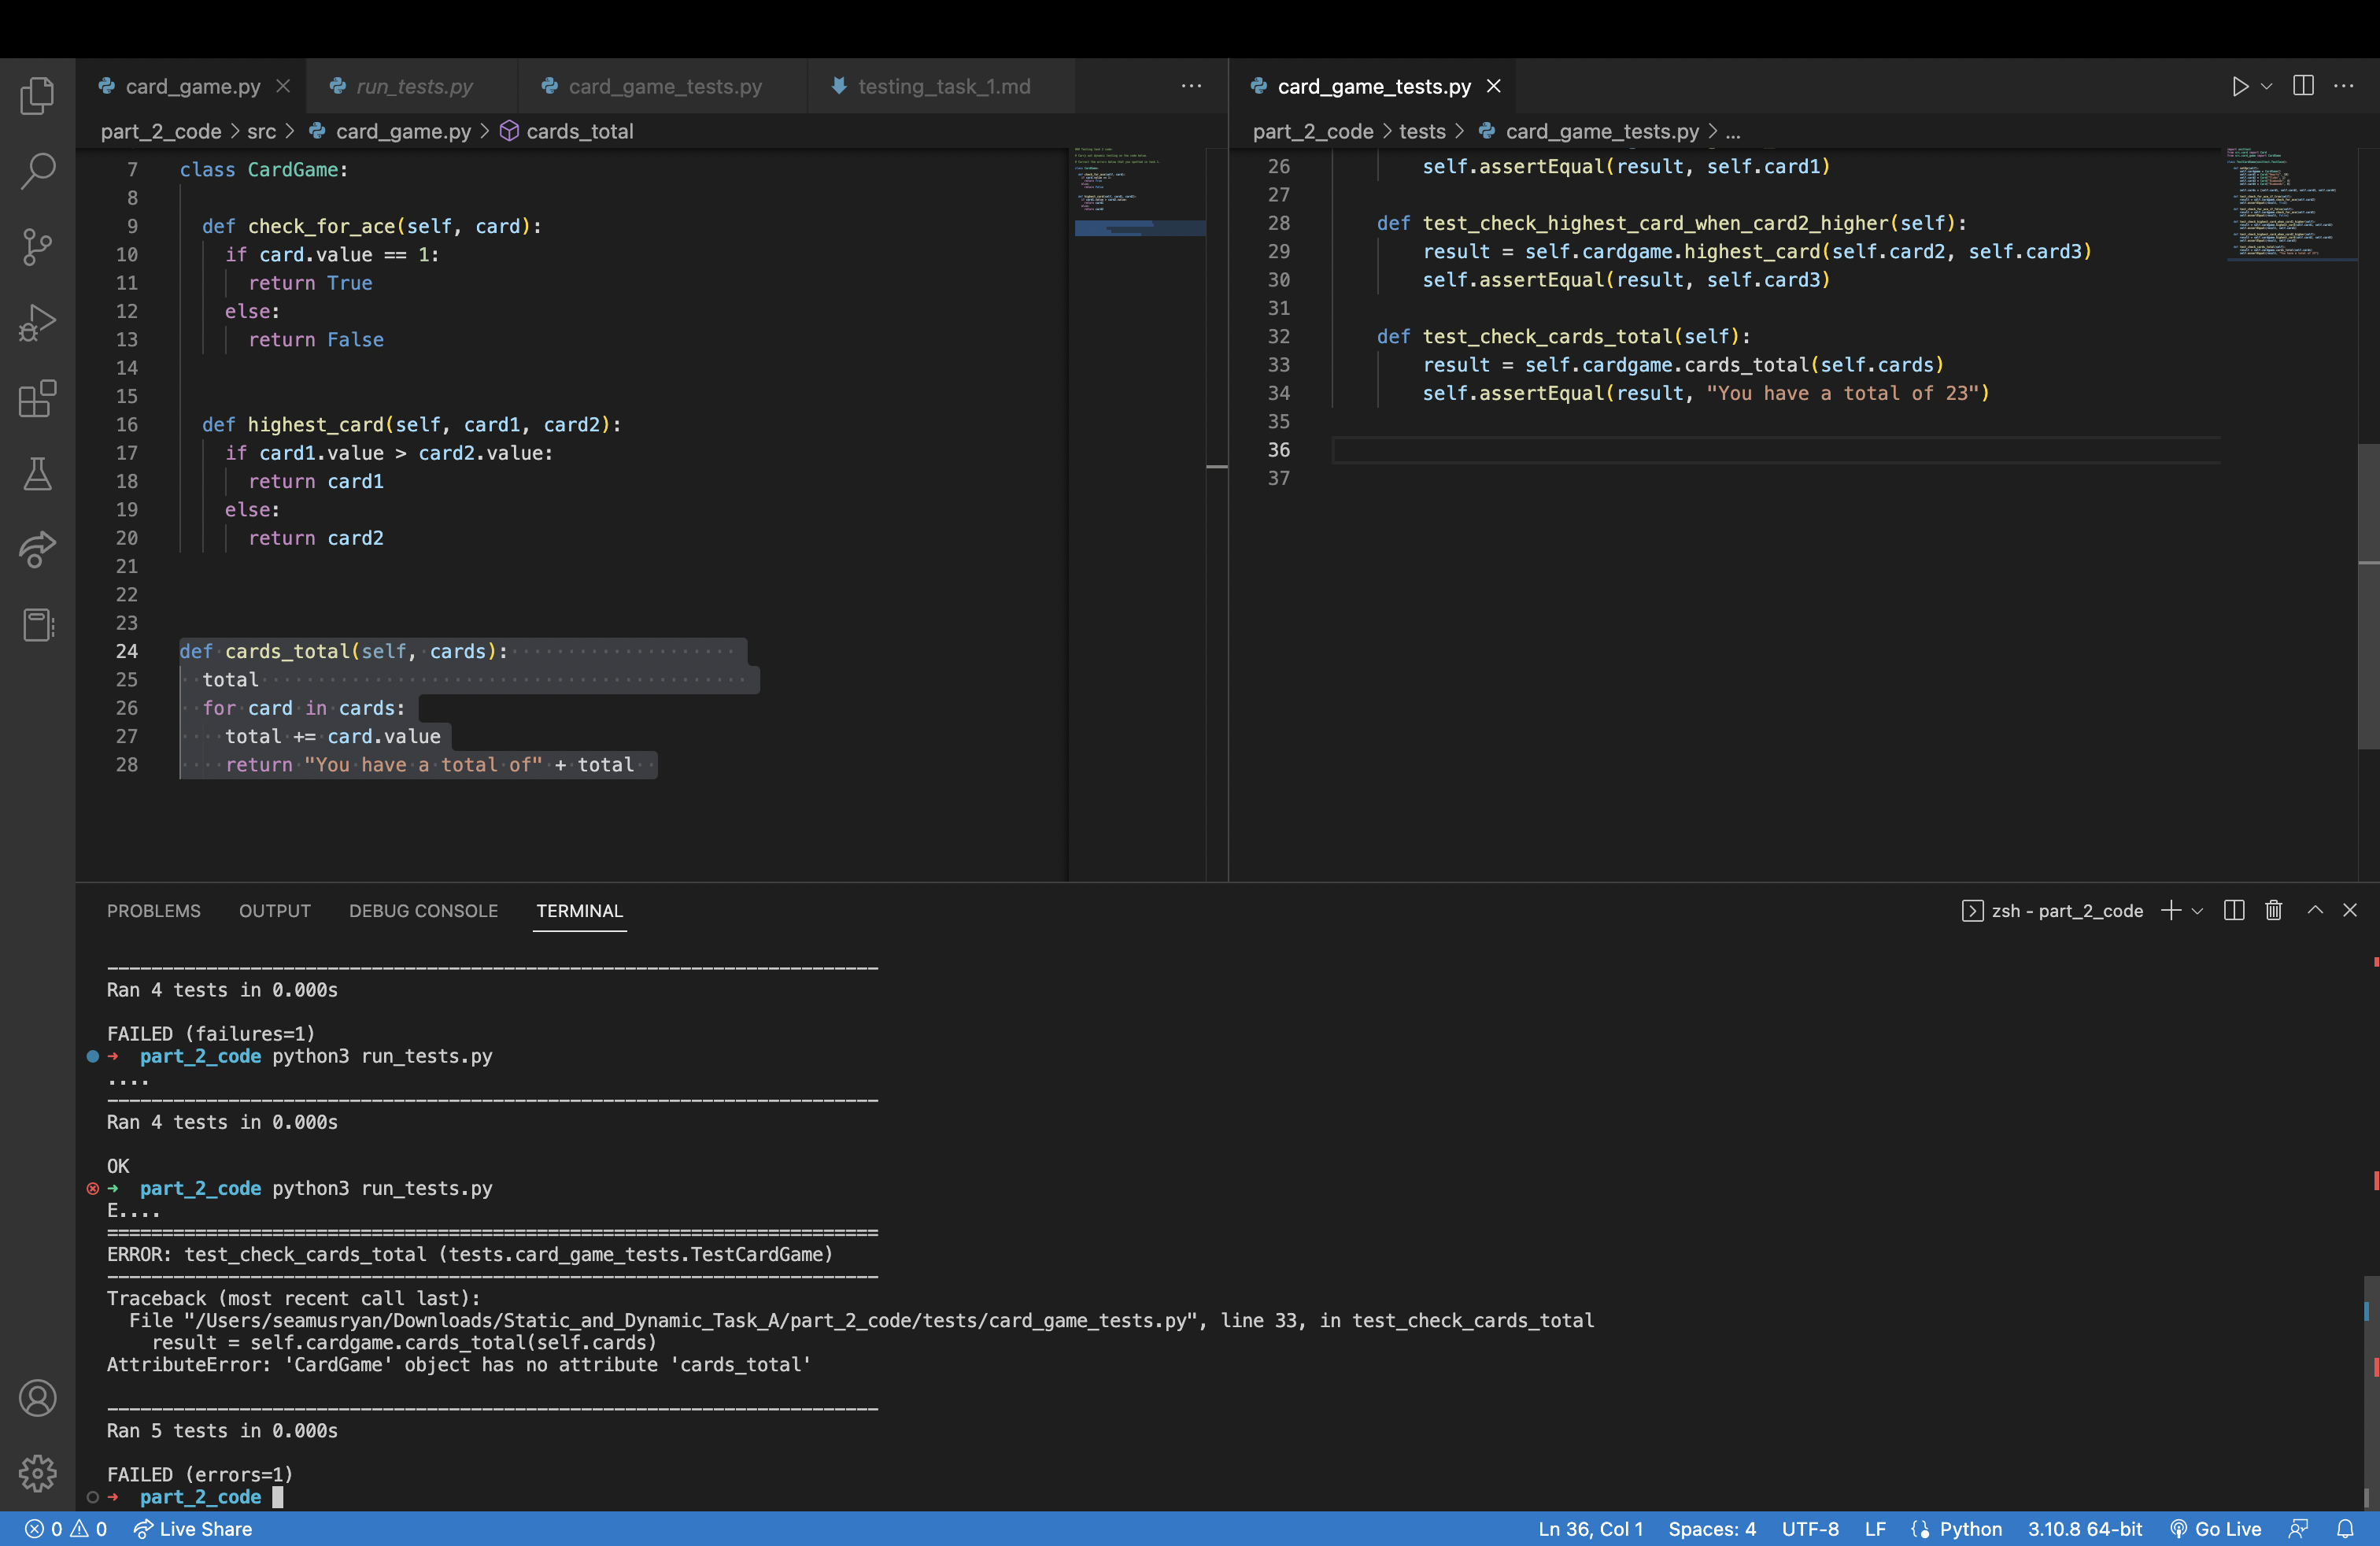 card_game.py
run_tests.py
card_game_tests.py
testing_task_1.md
part_2_code > src > card_game.py > cards_total
7 class CardGame:
8
9 def check_for_ace(self, card):
10 if card.value == 1:
11 return True
12 else:
13 return False
14
15
16 def highest_card(self, card1, card2):
17 if card1.value > card2.value:
18 return card1
19 else:
20 return card2
21
22
23
24 def cards_total(self, cards):
25 total
26 for card in cards:
27 total += card.value
28 return "You have a total of" + total
card_game_tests.py
part_2_code > tests > card_game_tests.py > ...
26 self.assertEqual(result, self.card1)
27
28 def test_check_highest_card_when_card2_higher(self):
29 result = self.cardgame.highest_card(self.card2, self.card3)
30 self.assertEqual(result, self.card3)
31
32 def test_check_cards_total(self):
33 result = self.cardgame.cards_total(self.cards)
34 self.assertEqual(result, "You have a total of 23")
35
36
37
PROBLEMS OUTPUT DEBUG CONSOLE TERMINAL
zsh - part_2_code
----------------------------------------------------------------------
Ran 4 tests in 0.000s
FAILED (failures=1)
➜ part_2_code python3 run_tests.py
....
----------------------------------------------------------------------
Ran 4 tests in 0.000s
OK
➜ part_2_code python3 run_tests.py
E....
======================================================================
ERROR: test_check_cards_total (tests.card_game_tests.TestCardGame)
----------------------------------------------------------------------
Traceback (most recent call last):
File "/Users/seamusryan/Downloads/Static_and_Dynamic_Task_A/part_2_code/tests/card_game_tests.py", line 33, in test_check_cards_total
result = self.cardgame.cards_total(self.cards)
AttributeError: 'CardGame' object has no attribute 'cards_total'
----------------------------------------------------------------------
Ran 5 tests in 0.000s
FAILED (errors=1)
➜ part_2_code
0 0 Live Share
Ln 36, Col 1 Spaces: 4 UTF-8 LF Python 3.10.8 64-bit Go Live